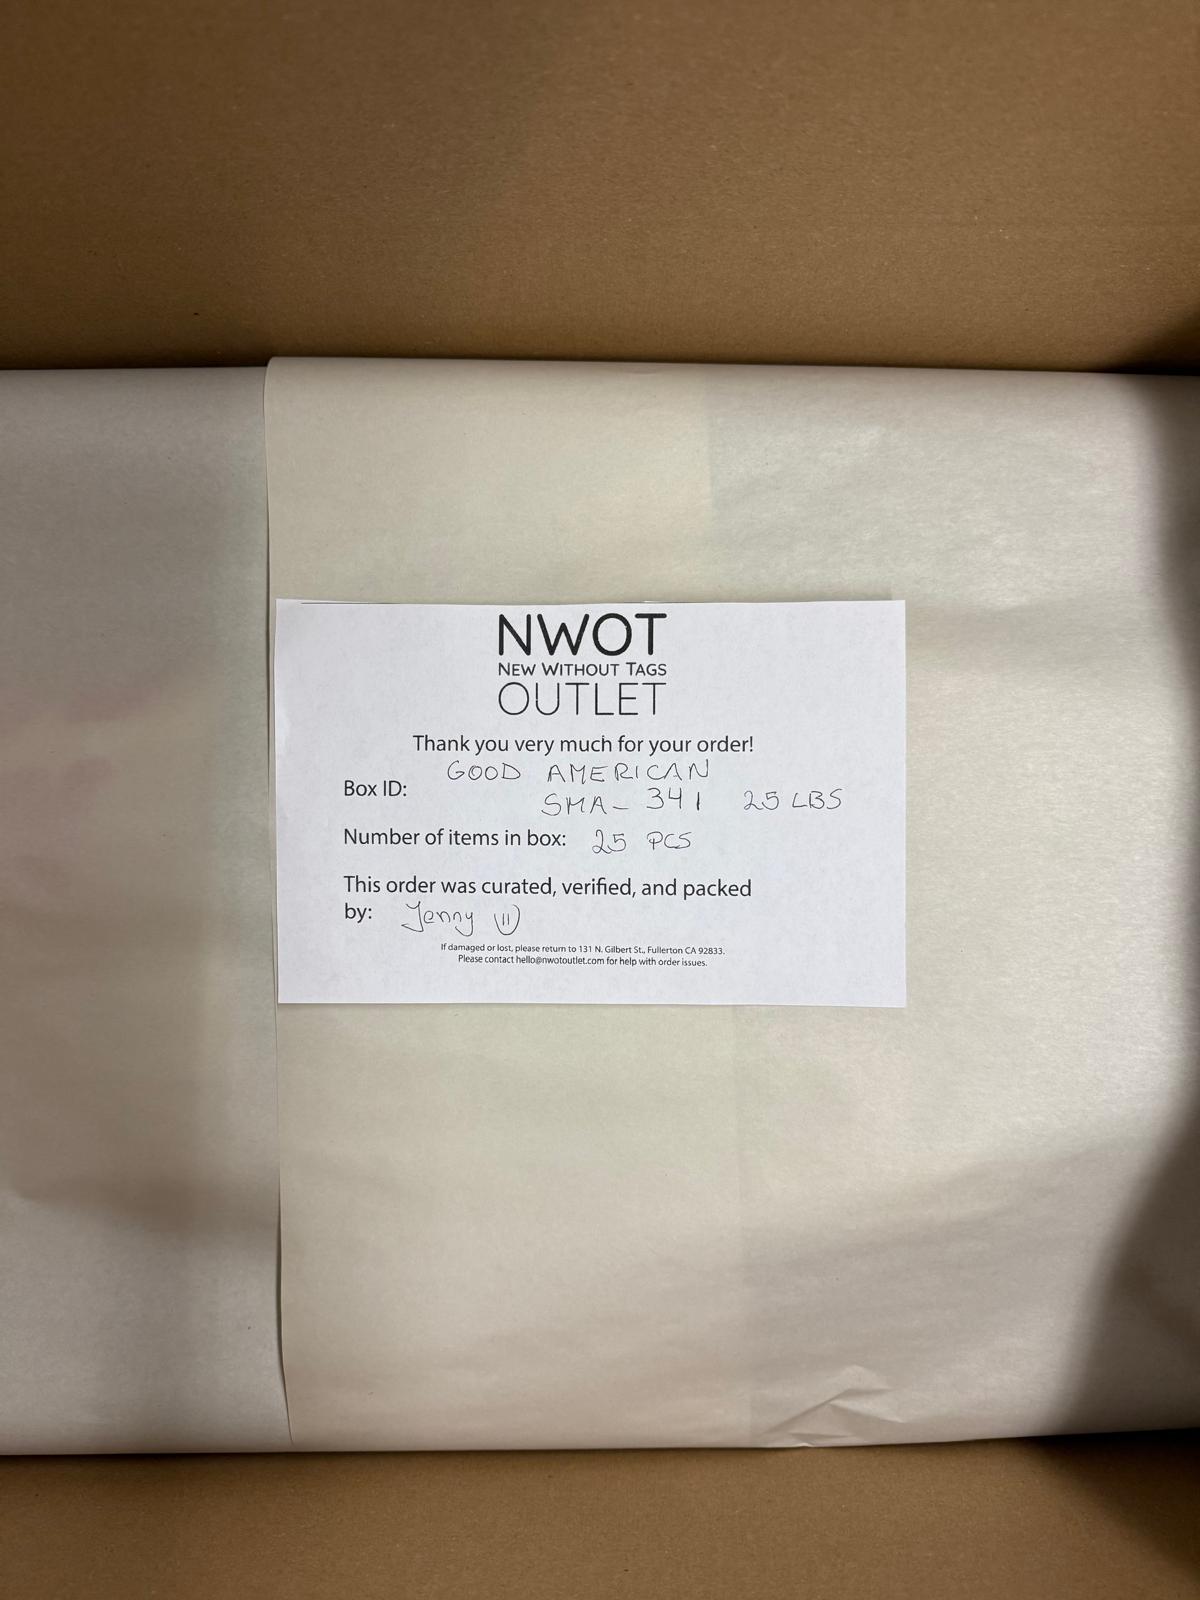 NWOT
NEW WITHOUT TAGS
OUTLET
Thank you very much for your order!
GOOD AMERICAN
Box ID:
SMA- 341 25 LBS
Number of items in box: 25 PCS
This order was curated, verified, and packed
by: Jenny
If damaged or lost, please return to 131 N. Gilbert St., Fullerton CA 92833.
Please contact hello@nwotoutlet.com for help with order issues.